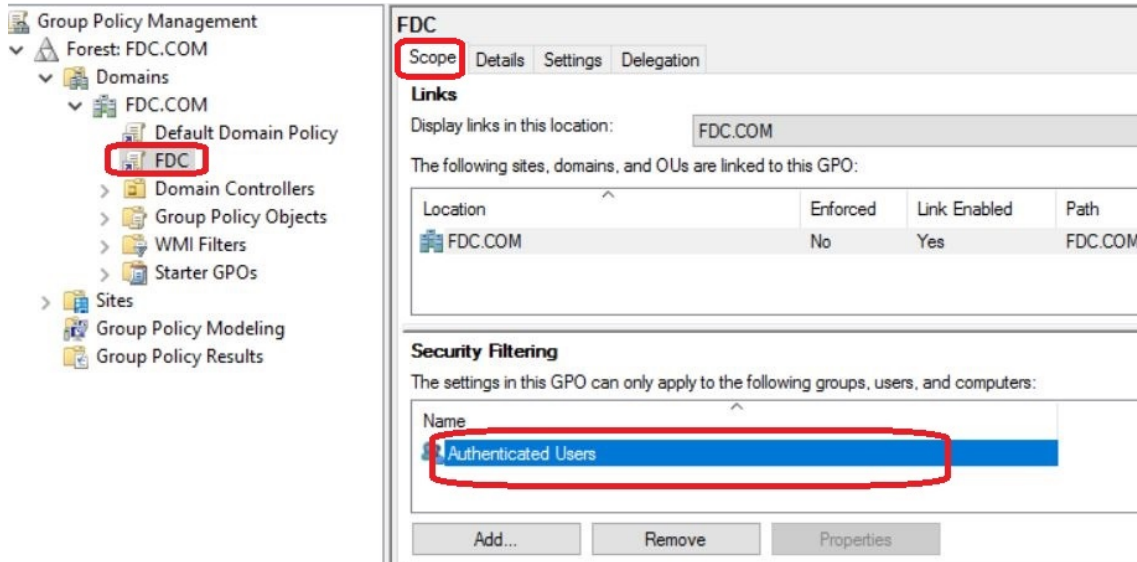 Group Policy Management
Forest: FDC.COM
Domains
FDC.COM
Default Domain Policy
FDC
Domain Controllers
Group Policy Objects
WMI Filters
Starter GPOs
Sites
Group Policy Modeling
Group Policy Results
FDC
Scope Details Settings Delegation
Links
Display links in this location: FDC.COM
The following sites, domains, and OUs are linked to this GPO:
Location Enforced Link Enabled Path
FDC.COM No Yes FDC.COM
Security Filtering
The settings in this GPO can only apply to the following groups, users, and computers:
Name
Authenticated Users
Add... Remove Properties